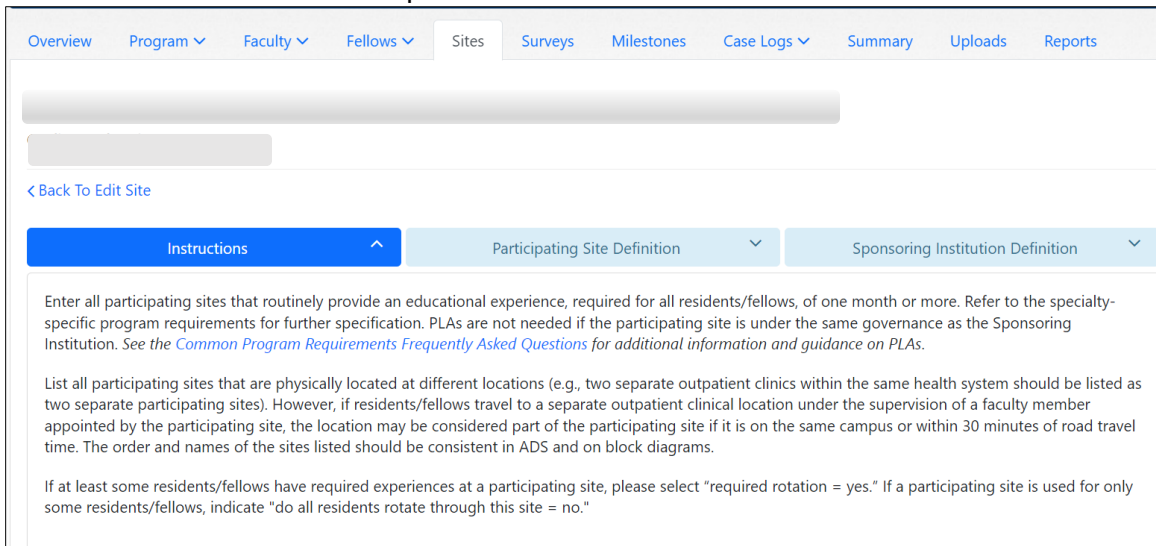 Overview Program Faculty Fellows Sites Surveys Milestones Case Logs Summary Uploads Reports
Back To Edit Site
Instructions Participating Site Definition Sponsoring Institution Definition
Enter all participating sites that routinely provide an educational experience, required for all residents/fellows, of one month or more. Refer to the specialty-
specific program requirements for further specification. PLAs are not needed if the participating site is under the same governance as the Sponsoring
Institution. See the Common Program Requirements Frequently Asked Questions for additional information and guidance on PLAs.
List all participating sites that are physically located at different locations (e.g., two separate outpatient clinics within the same health system should be listed as
two separate participating sites). However, if residents/fellows travel to a separate outpatient clinical location under the supervision of a faculty member
appointed by the participating site, the location may be considered part of the participating site if it is on the same campus or within 30 minutes of road travel
time. The order and names of the sites listed should be consistent in ADS and on block diagrams.
If at least some residents/fellows have required experiences at a participating site, please select “required rotation = yes.” If a participating site is used for only
some residents/fellows, indicate "do all residents rotate through this site = no."